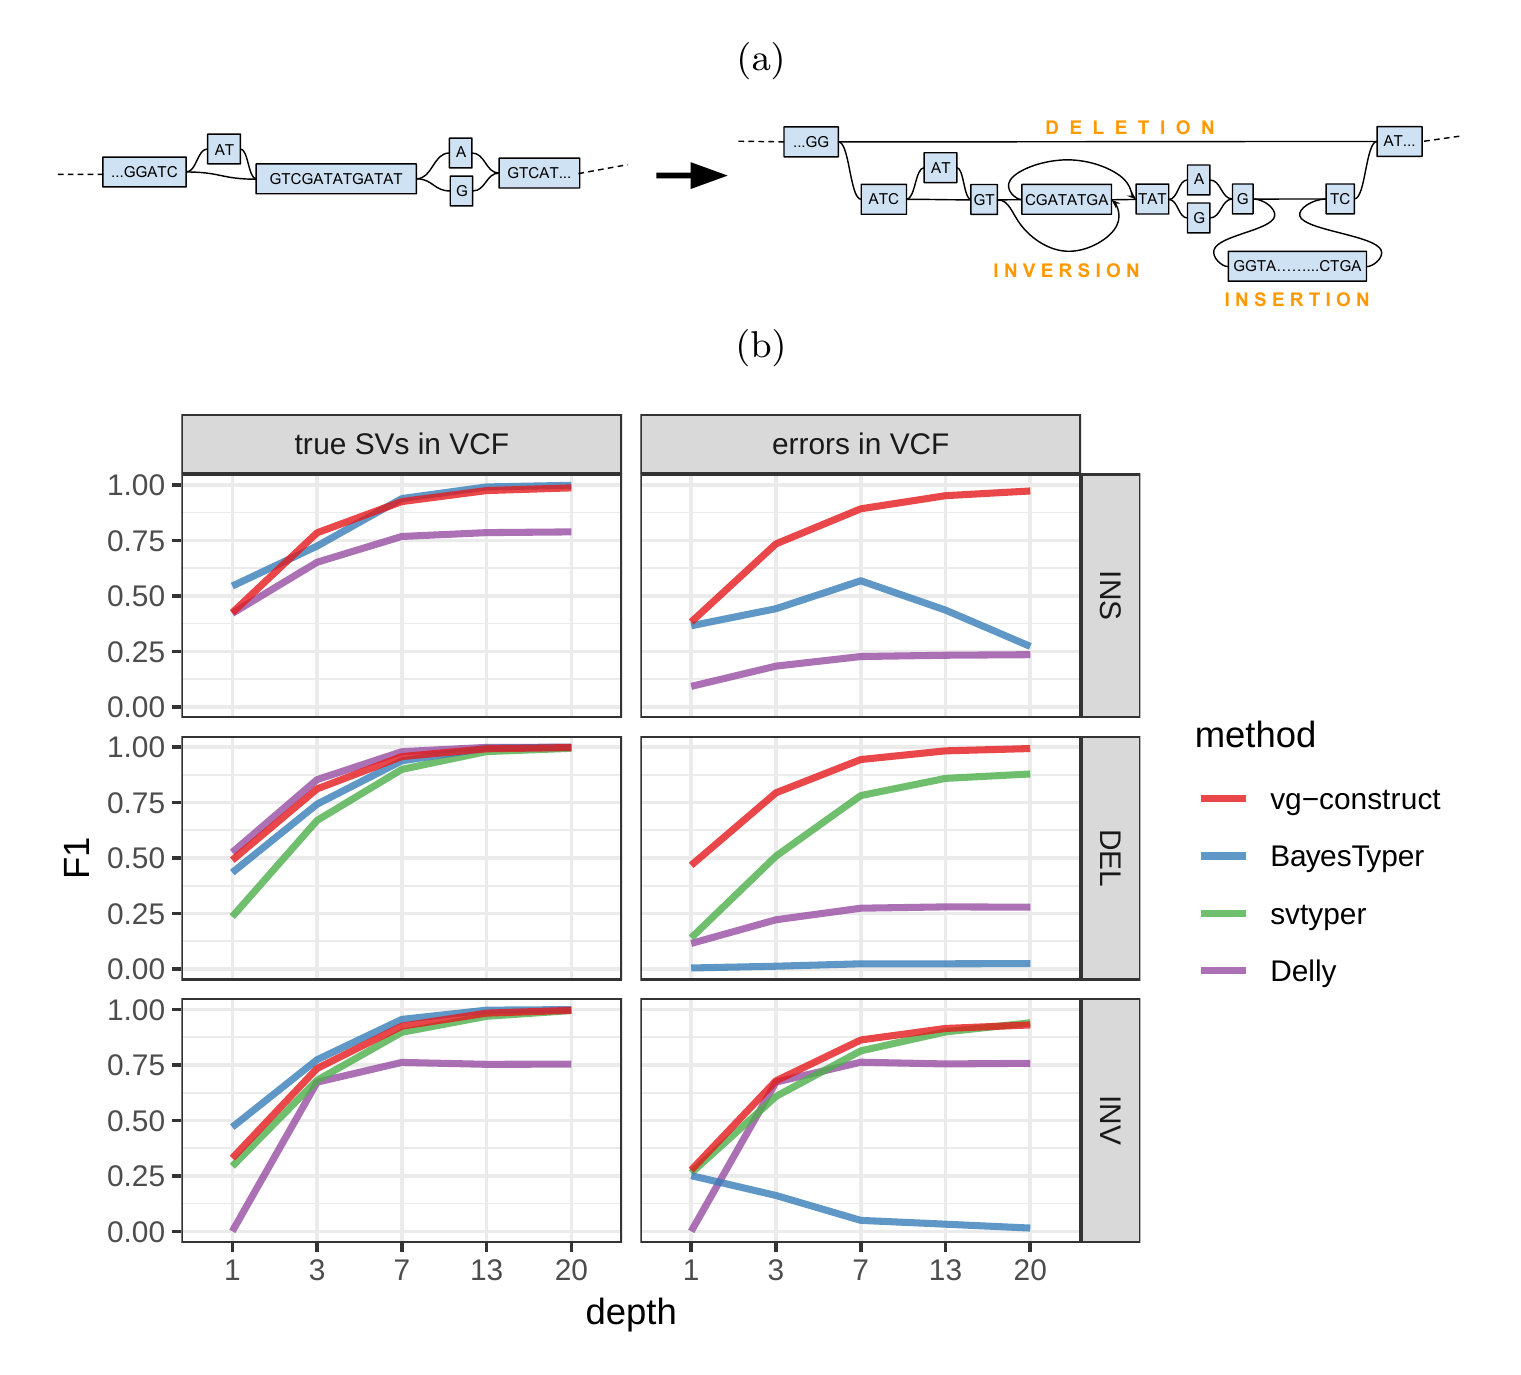 (a)
...GGATC
AT
GTCGATATGATAT
A
G
GTCAT...
...GG
DELETION
AT...
ATC
AT
GT
CGATATGA
TAT
A
G
G
TC
INVERSION
GGTA.........CTGA
INSERTION
(b)
true SVs in VCF
errors in VCF
1.00
0.75
0.50
0.25
0.00
INS
1.00
0.75
0.50
0.25
0.00
DEL
1.00
0.75
0.50
0.25
0.00
INV
F1
1 3 7 13 20
1 3 7 13 20
depth
method
vg−construct
BayesTyper
svtyper
Delly